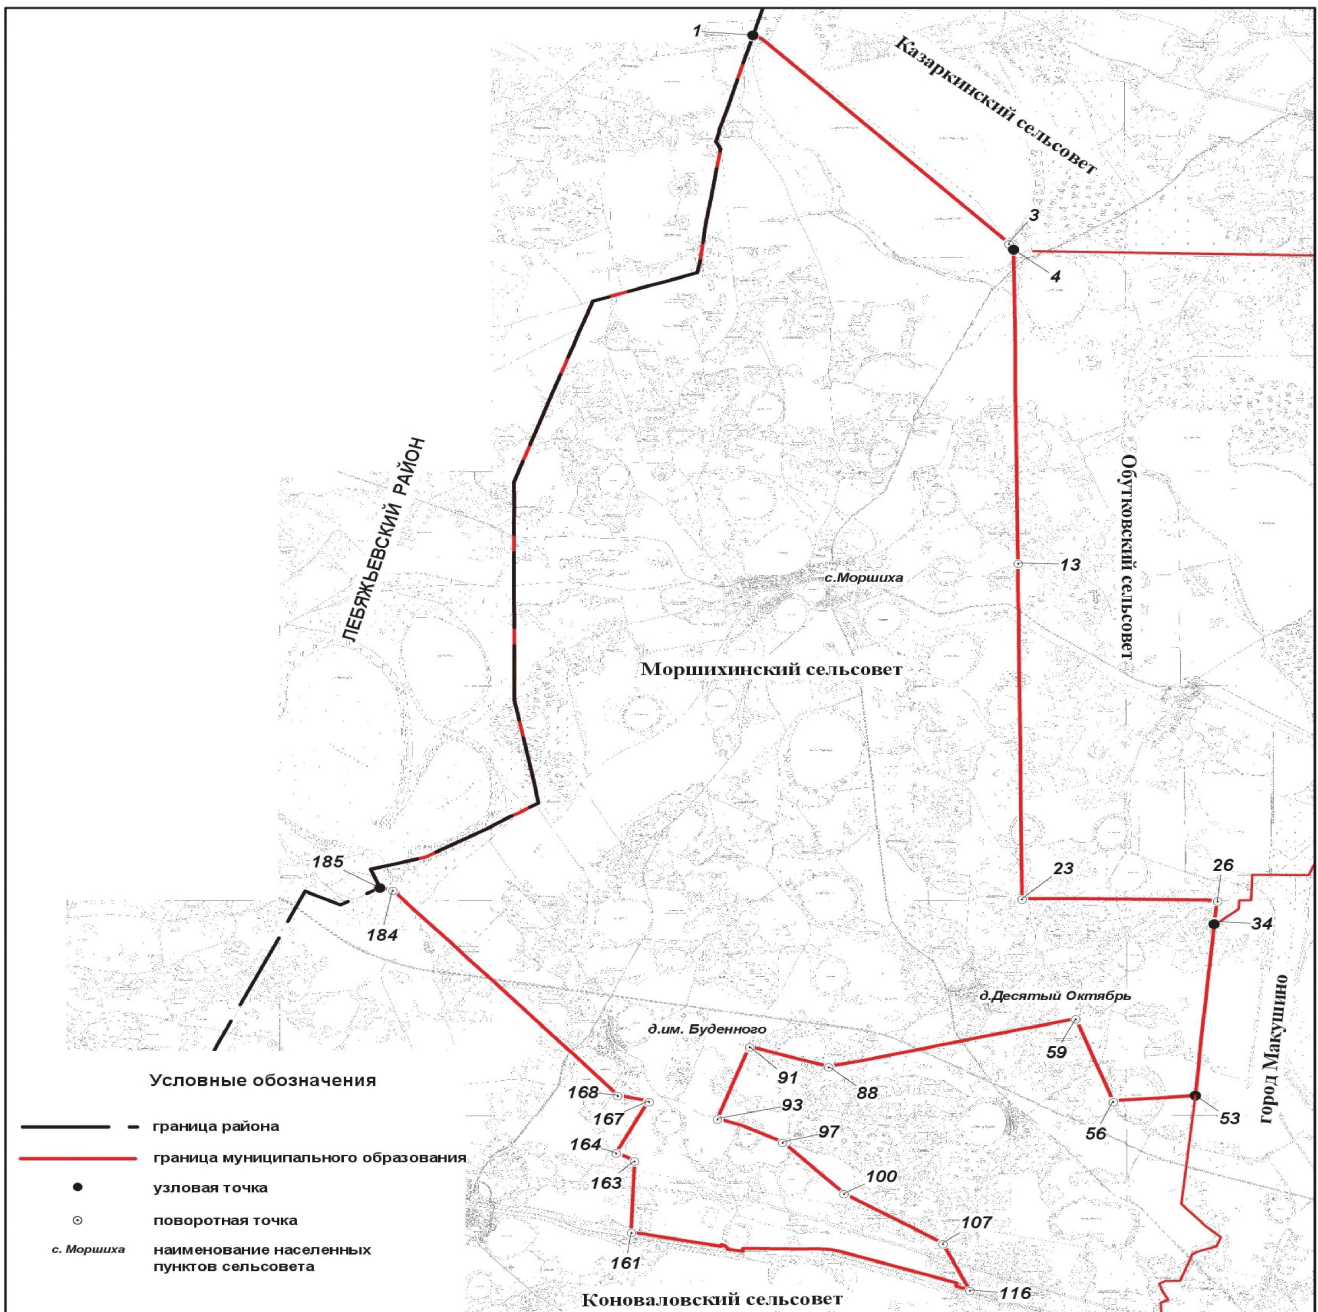 1
Казаркинский сельсовет
3
4
ЛЕБЯЖЬЕВСКИЙ РАЙОН
Обутковский сельсовет
13
с.Моршиха
Моршихинский сельсовет
185
184
23
26
34
д.Десятый Октябрь
город Макушино
д.им. Буденного
59
91
88
168
167
93
53
56
97
164
163
100
107
161
116
Коноваловский сельсовет
Условные обозначения
граница района
граница муниципального образования
узловая точка
поворотная точка
с. Моршиха
наименование населенных
пунктов сельсовета